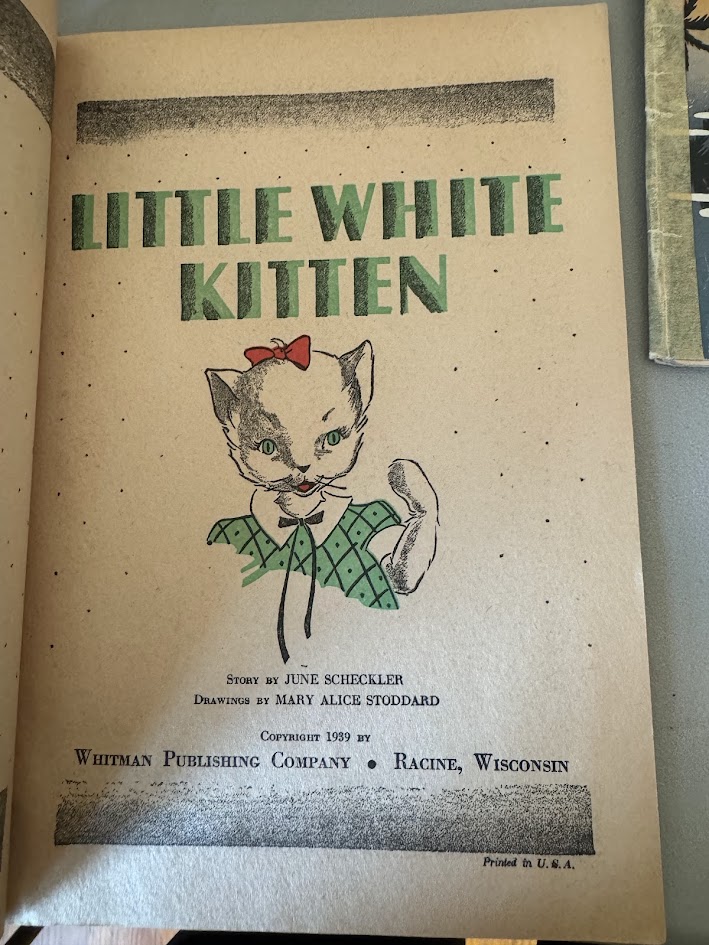 LITTLE WHITE
KITTEN
STORY BY JUNE SCHECKLER
DRAWINGS BY MARY ALICE STODDARD
COPYRIGHT 1939 BY
WHITMAN PUBLISHING COMPANY • RACINE, WISCONSIN
Printed in U. S. A.